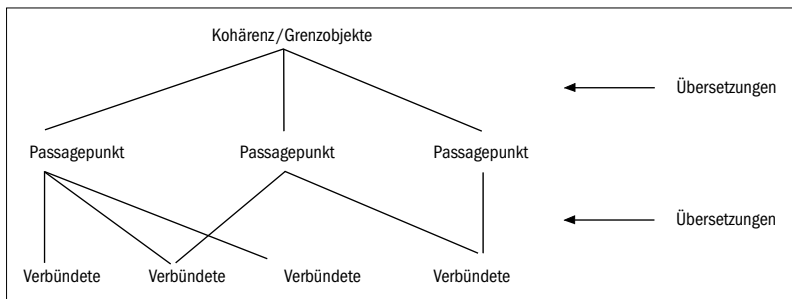 Kohärenz/Grenzobjekte
Übersetzungen
Passagepunkt Passagepunkt Passagepunkt
Übersetzungen
Verbündete Verbündete Verbündete Verbündete